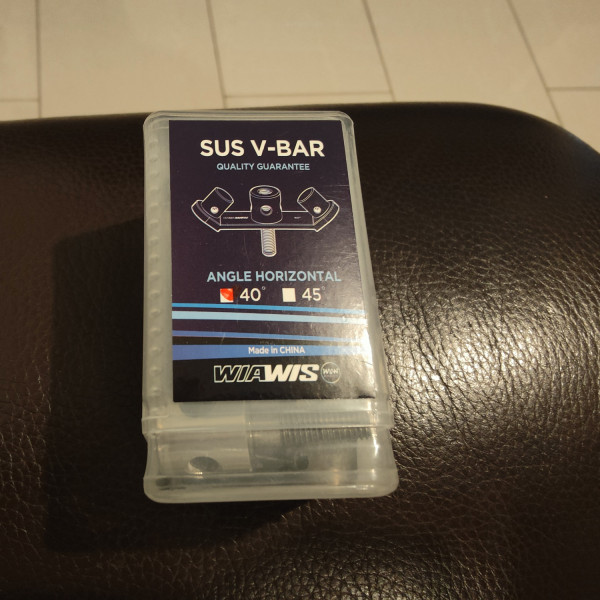 SUS V-BAR
QUALITY GUARANTEE
ANGLE HORIZONTAL
40° 45
Made in CHINA
WIAWIS W&W